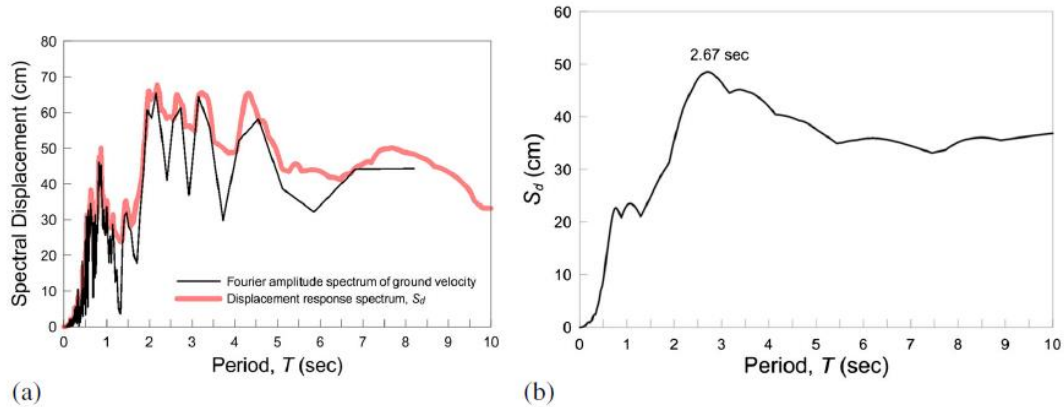 80
70
60
50
40
30
20
10
0
Spectral Displacement (cm)
Fourier amplitude spectrum of ground velocity
Displacement response spectrum, Sd
0 1 2 3 4 5 6 7 8 9 10
Period, T (sec)
(a)
60
50
40
30
20
10
0
Sd (cm)
2.67 sec
0 1 2 3 4 5 6 7 8 9 10
Period, T (sec)
(b)